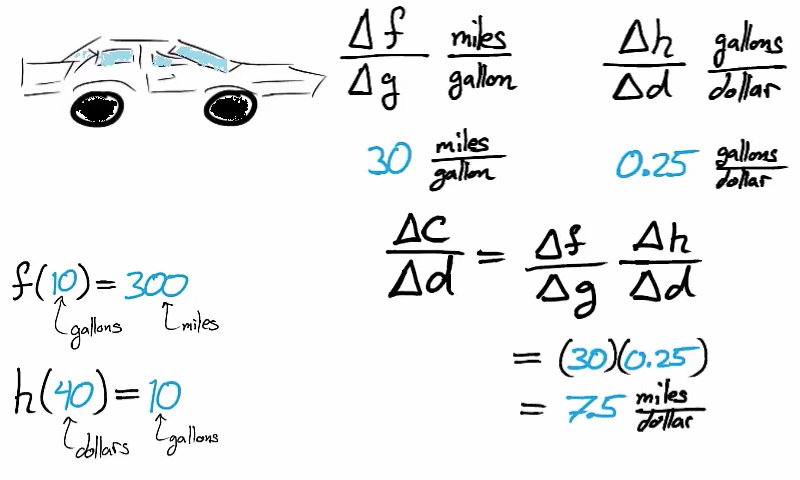 Δf/Δg miles/gallon
Δh/Δd gallons/dollar
30 miles/gallon
0.25 gallons/dollar
ΔC/Δd = Δf/Δg Δh/Δd
= (30)(0.25)
= 7.5 miles/dollar
f(10) = 300
gallons miles
h(40) = 10
dollars gallons